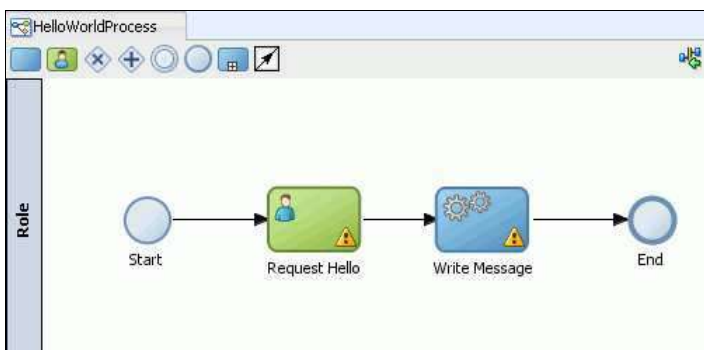 HelloWorldProcess
Role
Start
Request Hello
Write Message
End